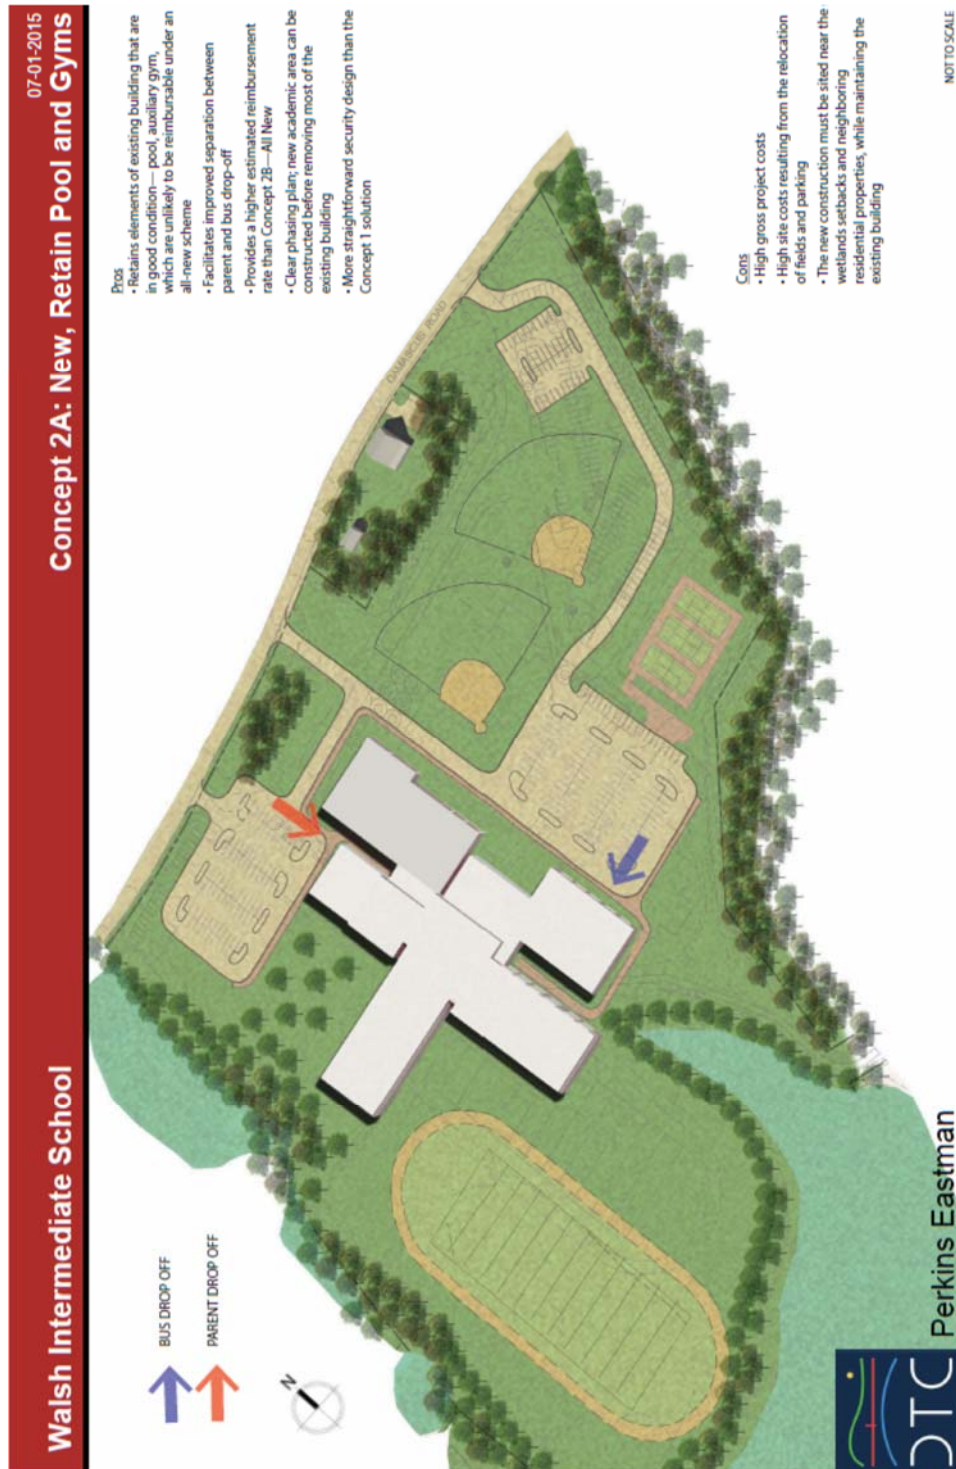 Walsh Intermediate School
07-01-2015
Concept 2A: New, Retain Pool and Gyms
BUS DROP OFF
PARENT DROP OFF
N
DAMASCUS ROAD
Pros
• Retains elements of existing building that are
in good condition—pool, auxiliary gym,
which are unlikely to be reimbursable under an
all-new scheme
• Facilitates improved separation between
parent and bus drop-off
• Provides a higher estimated reimbursement
rate than Concept 2B—All New
• Clear phasing plan; new academic area can be
constructed before removing most of the
existing building
• More straightforward security design than the
Concept 1 solution
Cons
• High gross project costs
• High site costs resulting from the relocation
of fields and parking
• The new construction must be sited near the
wetlands setbacks and neighboring
residential properties, while maintaining the
existing building
DTC
Perkins Eastman
NOT TO SCALE